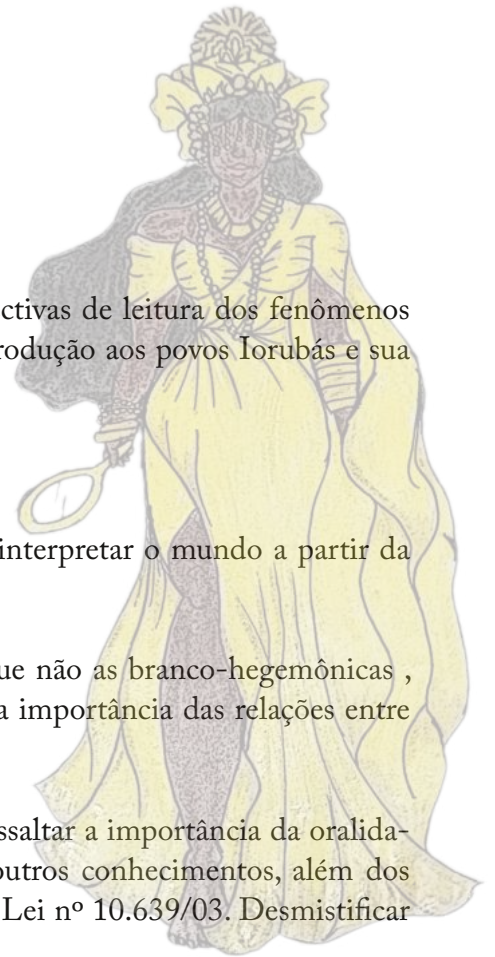 ctivas de leitura dos fenômenos
rodução aos povos Iorubás e sua
interpretar o mundo a partir da
ue não as branco-hegemônicas ,
a importância das relações entre
ssaltar a importância da oralida-
outros conhecimentos, além dos
Lei nº 10.639/03. Desmistificar